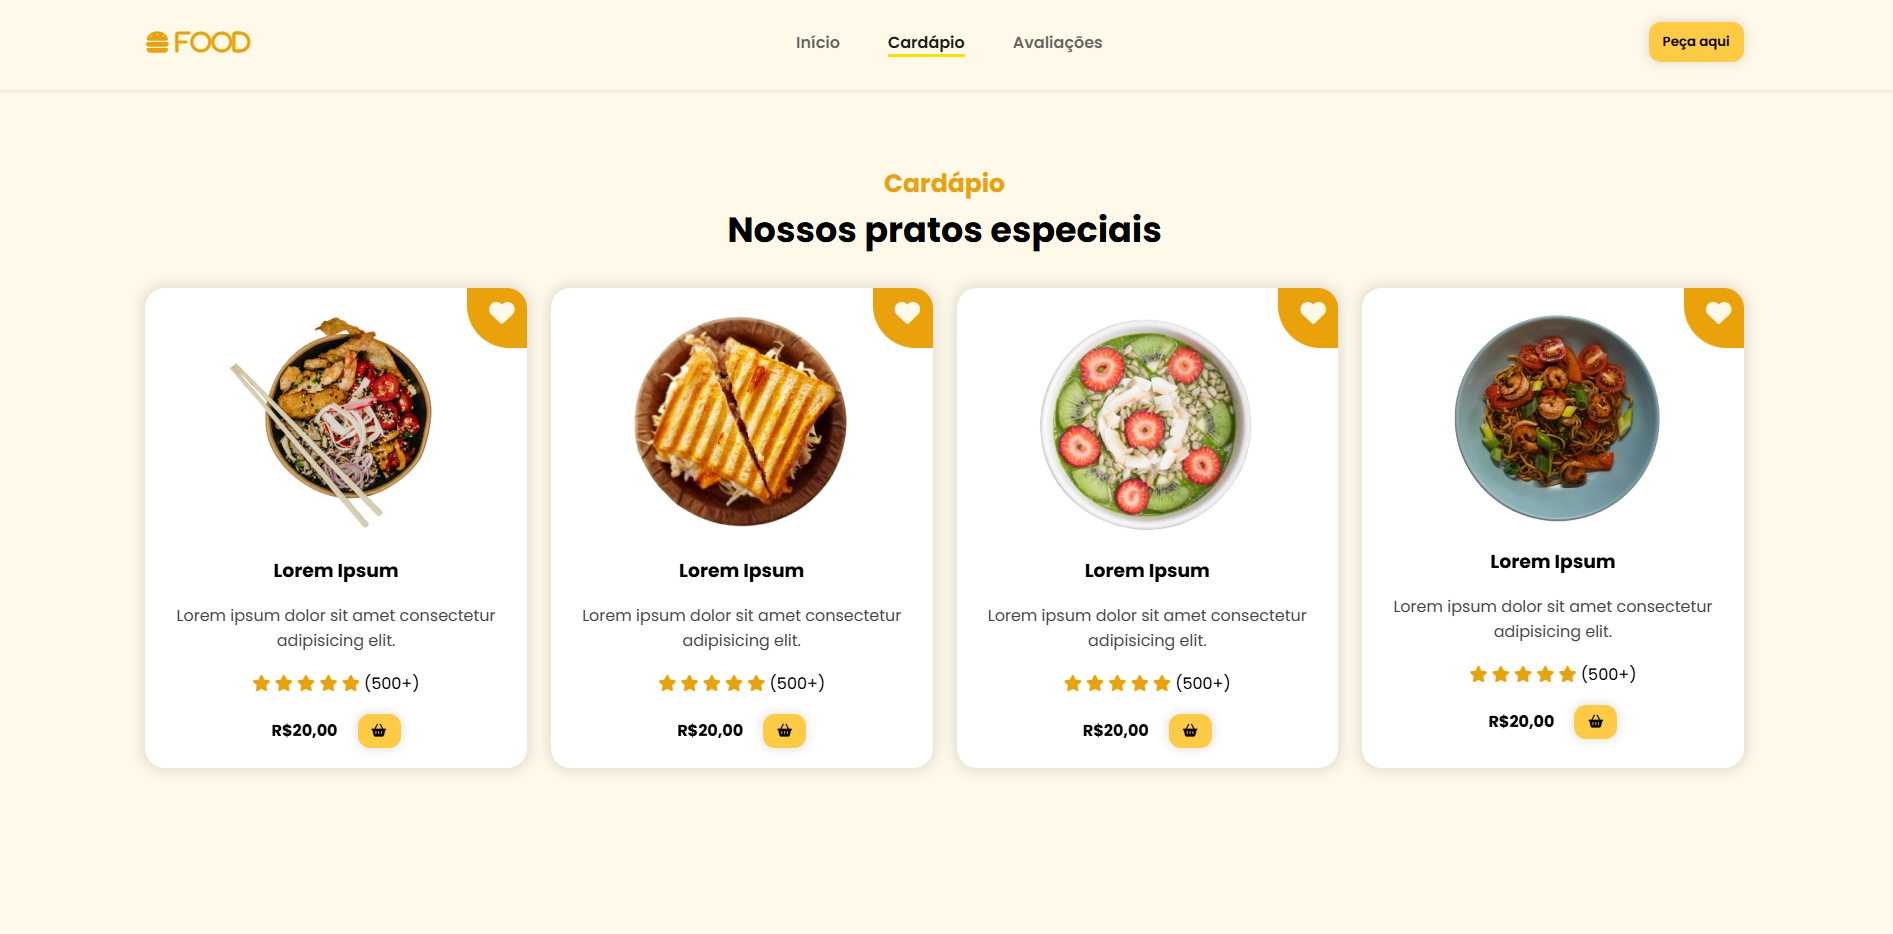 FOOD
Início
Cardápio
Avaliações
Peça aqui
Cardápio
Nossos pratos especiais
Lorem Ipsum
Lorem ipsum dolor sit amet consectetur
adipisicing elit.
(500+)
R$20,00
Lorem Ipsum
Lorem ipsum dolor sit amet consectetur
adipisicing elit.
(500+)
R$20,00
Lorem Ipsum
Lorem ipsum dolor sit amet consectetur
adipisicing elit.
(500+)
R$20,00
Lorem Ipsum
Lorem ipsum dolor sit amet consectetur
adipisicing elit.
(500+)
R$20,00